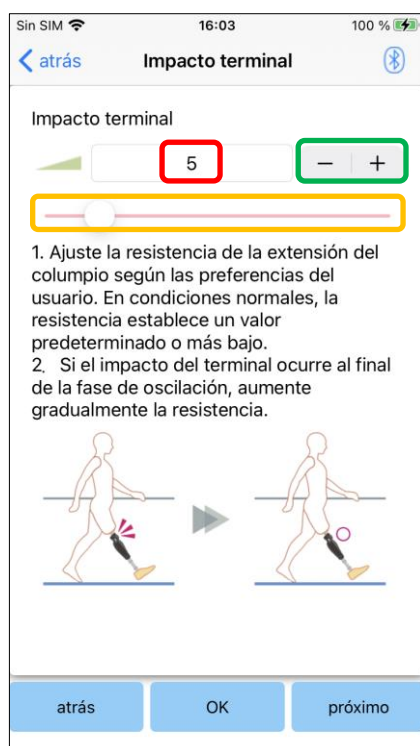 Sin SIM 16:03 100 %
atrás Impacto terminal
Impacto terminal
5 − +
1. Ajuste la resistencia de la extensión del
columpio según las preferencias del
usuario. En condiciones normales, la
resistencia establece un valor
predeterminado o más bajo.
2. Si el impacto del terminal ocurre al final
de la fase de oscilación, aumente
gradualmente la resistencia.
atrás OK próximo